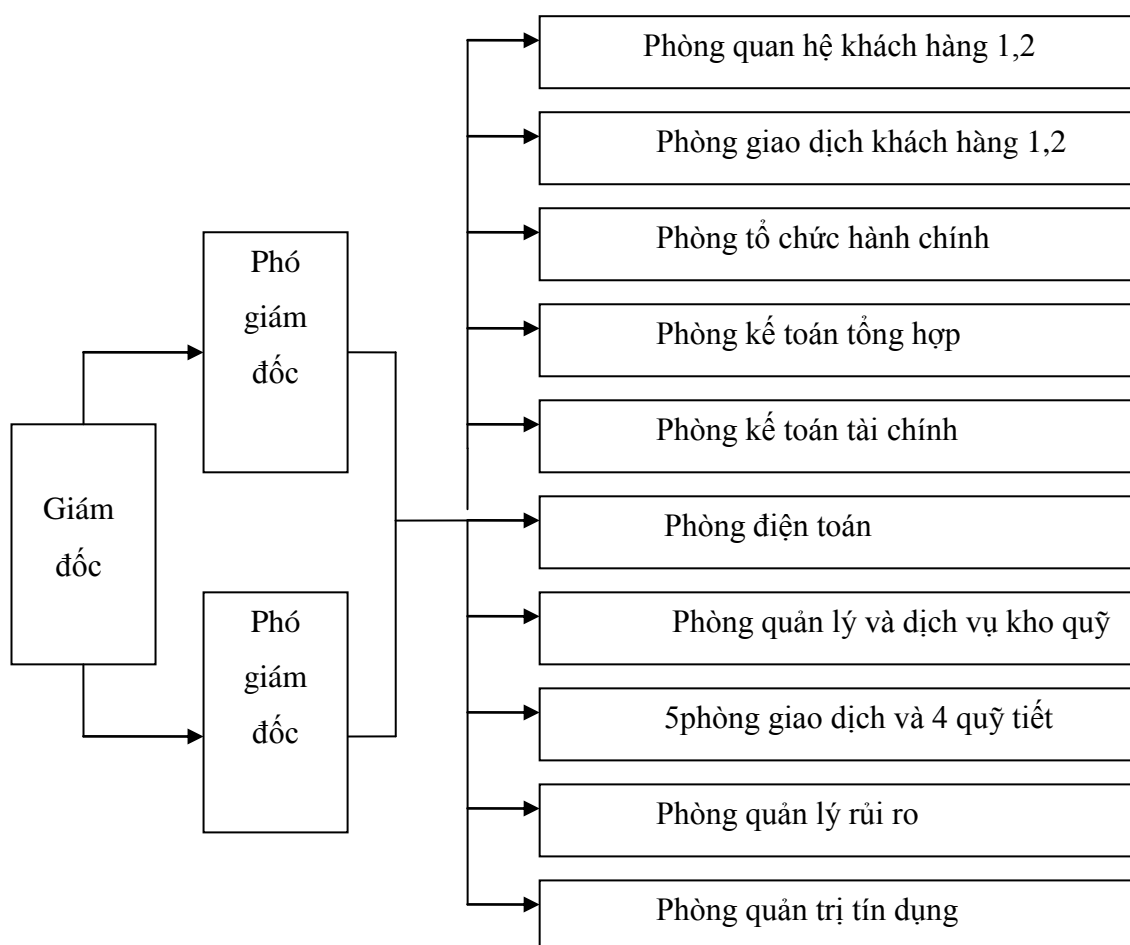 Giám
đốc
Phó
giám
đốc
Phó
giám
đốc
Phòng quan hệ khách hàng 1,2
Phòng giao dịch khách hàng 1,2
Phòng tổ chức hành chính
Phòng kế toán tổng hợp
Phòng kế toán tài chính
Phòng điện toán
Phòng quản lý và dịch vụ kho quỹ
5phòng giao dịch và 4 quỹ tiết
Phòng quản lý rủi ro
Phòng quản trị tín dụng